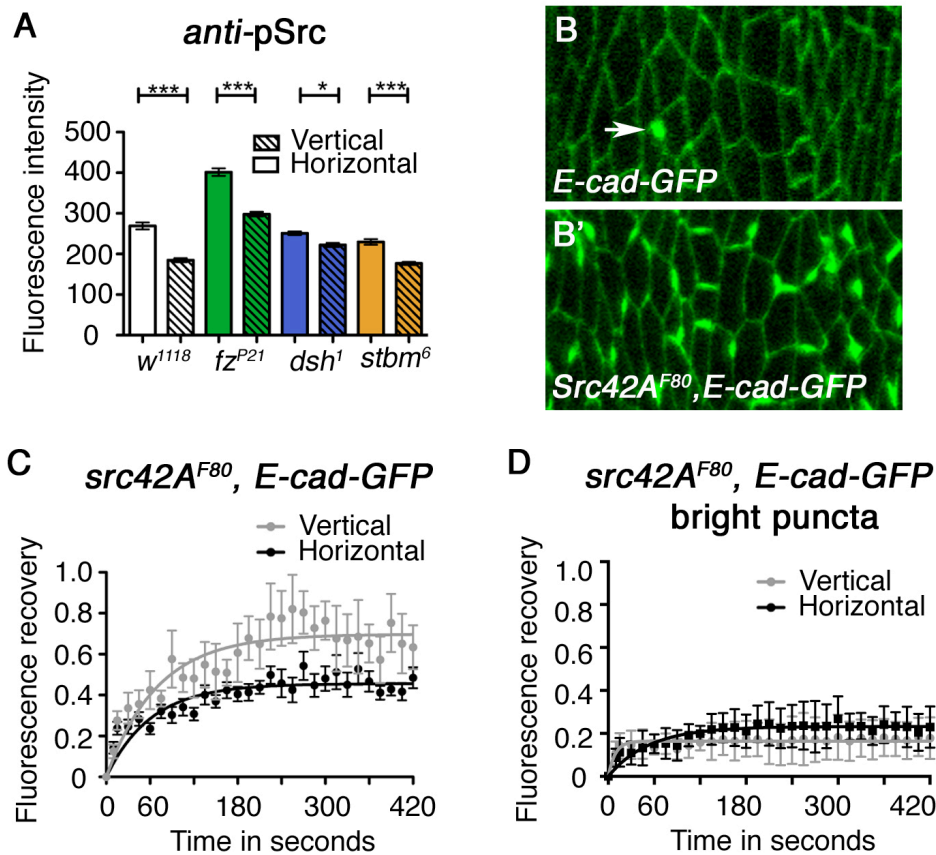 A
anti-pSrc
*** *** * ***
Fluorescence intensity
500
400
300
200
100
0
Vertical
Horizontal
w1118 fzP21 dsh1 stbm6
B
E-cad-GFP
B'
Src42AF80, E-cad-GFP
C
src42AF80, E-cad-GFP
Vertical
Horizontal
Fluorescence recovery
1.0
0.8
0.6
0.4
0.2
0
0 60 180 300 420
Time in seconds
D
src42AF80, E-cad-GFP
bright puncta
Vertical
Horizontal
Fluorescence recovery
1.0
0.8
0.6
0.4
0.2
0
0 60 180 300 420
Time in seconds